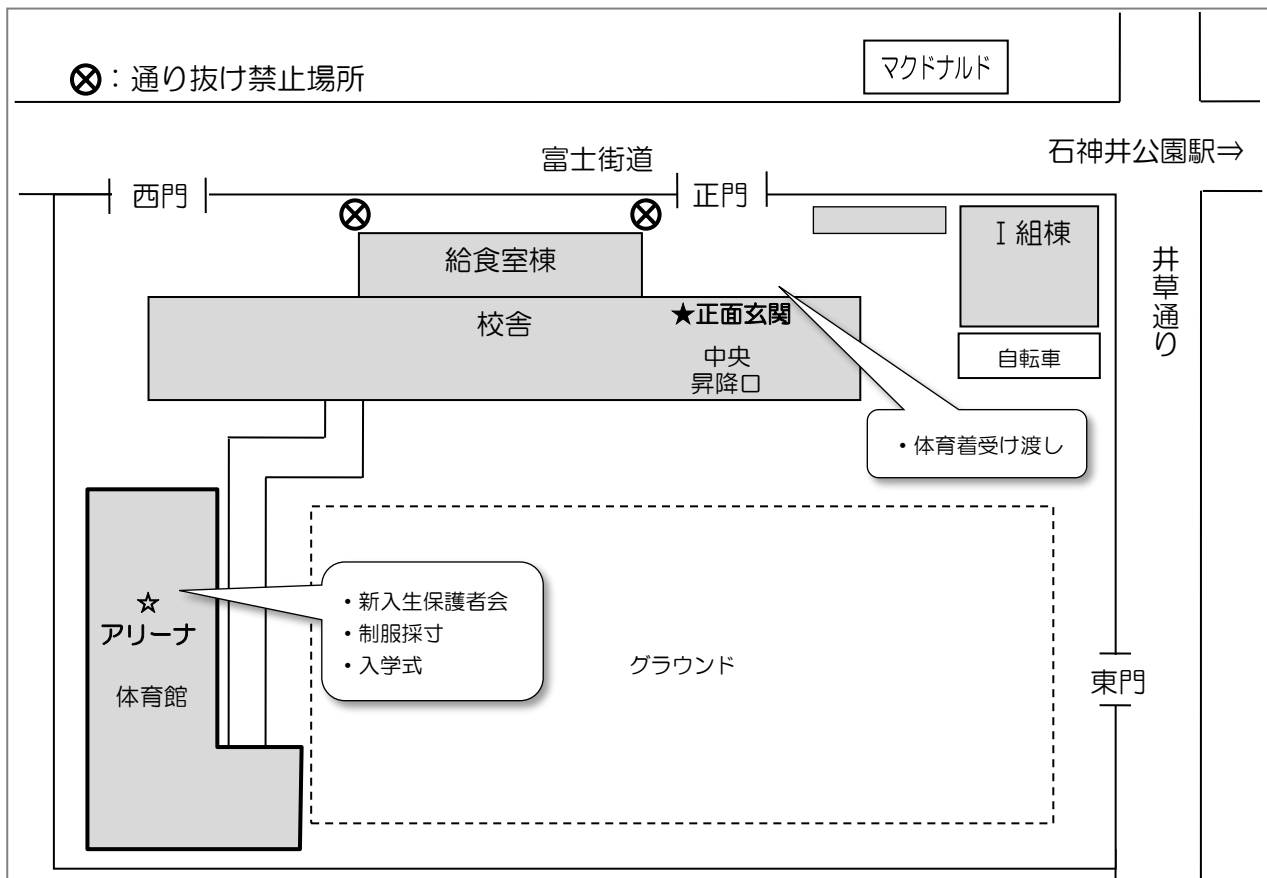 ⊗：通り抜け禁止場所
マクドナルド
富士街道
石神井公園駅⇒
西門
正門
Ⅰ組棟
給食室棟
井草通り
★正面玄関
校舎
中央
昇降口
自転車
・体育着受け渡し
・新入生保護者会
・制服採寸
・入学式
☆
アリーナ
体育館
グラウンド
東門